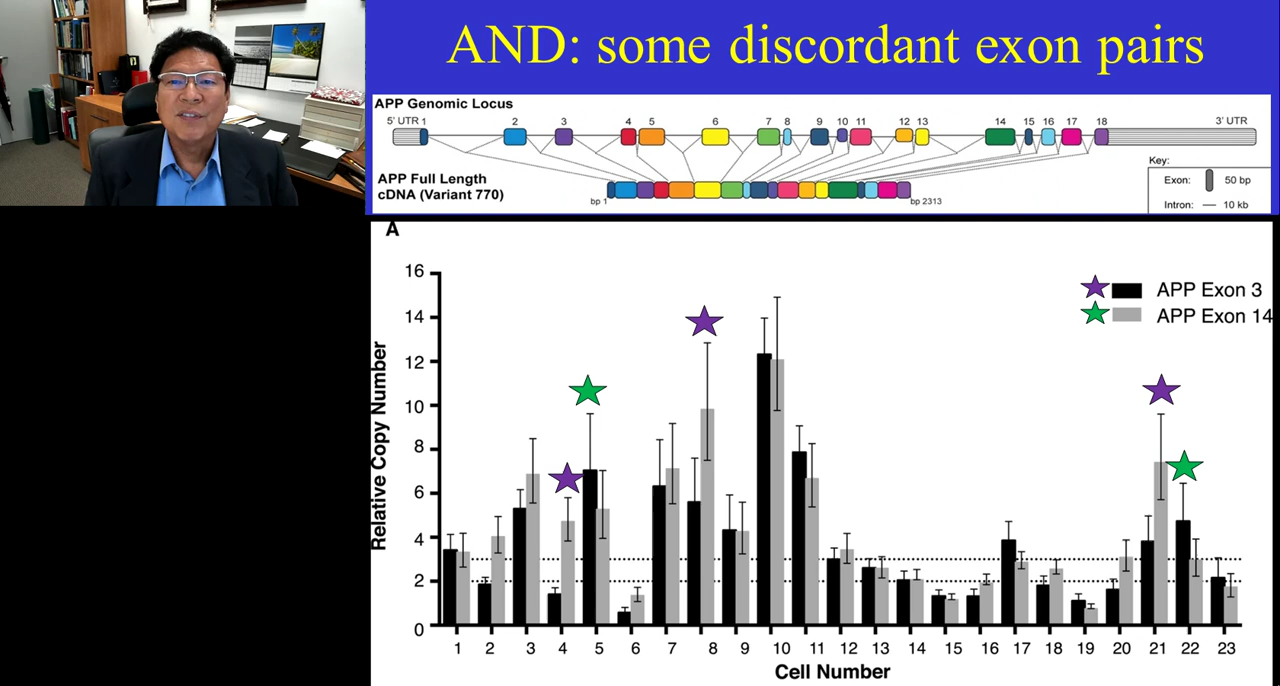 AND: some discordant exon pairs
APP Genomic Locus
5' UTR 1 2 3 4 5 6 7 8 9 10 11 12 13 14 15 16 17 18 3' UTR
APP Full Length
cDNA (Variant 770)
bp 1
bp 2313
Key:
Exon: 50 bp
Intron: 10 kb
A
Relative Copy Number
16
14
12
10
8
6
4
2
0
APP Exon 3
APP Exon 14
1 2 3 4 5 6 7 8 9 10 11 12 13 14 15 16 17 18 19 20 21 22 23
Cell Number